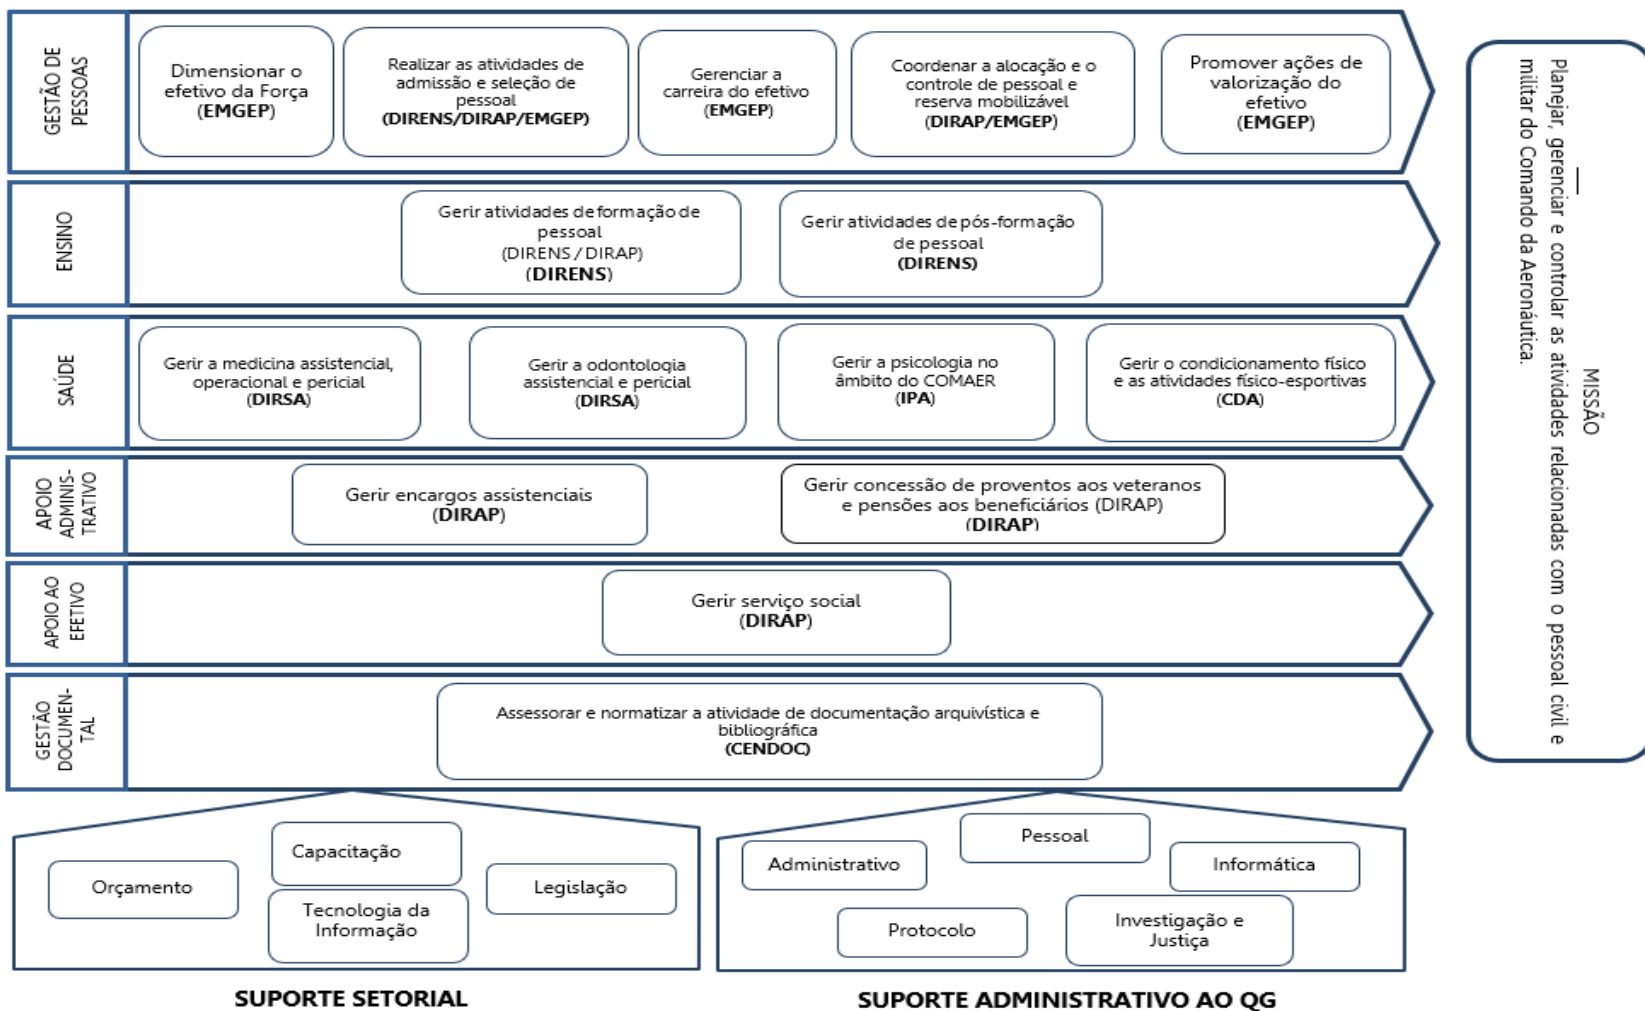 GESTÃO DE
PESSOAS
Dimensionar o
efetivo da Força
(EMGEP)
Realizar as atividades de
admissão e seleção de
pessoal
(DIRENS/DIRAP/EMGEP)
Gerenciar a
carreira do efetivo
(EMGEP)
Coordenar a alocação e o
controle de pessoal e
reserva mobilizável
(DIRAP/EMGEP)
Promover ações de
valorização do
efetivo
(EMGEP)
ENSINO
Gerir atividades de formação de
pessoal
(DIRENS / DIRAP)
(DIRENS)
Gerir atividades de pós-formação
de pessoal
(DIRENS)
SAÚDE
Gerir a medicina assistencial,
operacional e pericial
(DIRSA)
Gerir a odontologia
assistencial e pericial
(DIRSA)
Gerir a psicologia no
âmbito do COMAER
(IPA)
Gerir o condicionamento físico
e as atividades físico-esportivas
(CDA)
APOIO
ADMINIS-
TRATIVO
Gerir encargos assistenciais
(DIRAP)
Gerir concessão de proventos aos veteranos
e pensões aos beneficiários (DIRAP)
(DIRAP)
APOIO AO
EFETIVO
Gerir serviço social
(DIRAP)
GESTÃO
DOCUMEN-
TAL
Assessorar e normatizar a atividade de documentação arquivística e
bibliográfica
(CENDOC)
MISSÃO
Planejar, gerenciar e controlar as atividades relacionadas com o pessoal civil e
militar do Comando da Aeronáutica.
Orçamento
Capacitação
Tecnologia da
Informação
Legislação
SUPORTE SETORIAL
Administrativo
Pessoal
Informática
Protocolo
Investigação e
Justiça
SUPORTE ADMINISTRATIVO AO QG